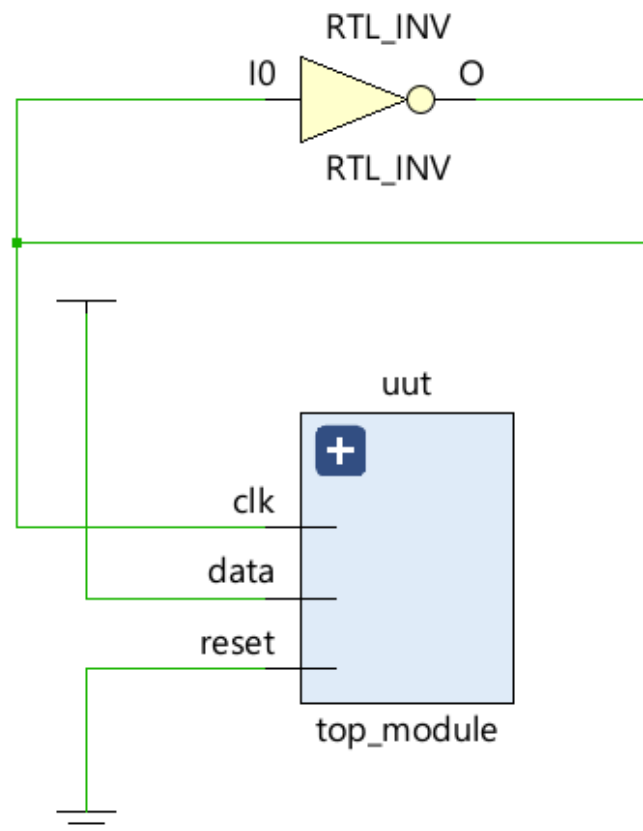 RTL_INV
I0
O
RTL_INV
uut
clk
data
reset
top_module